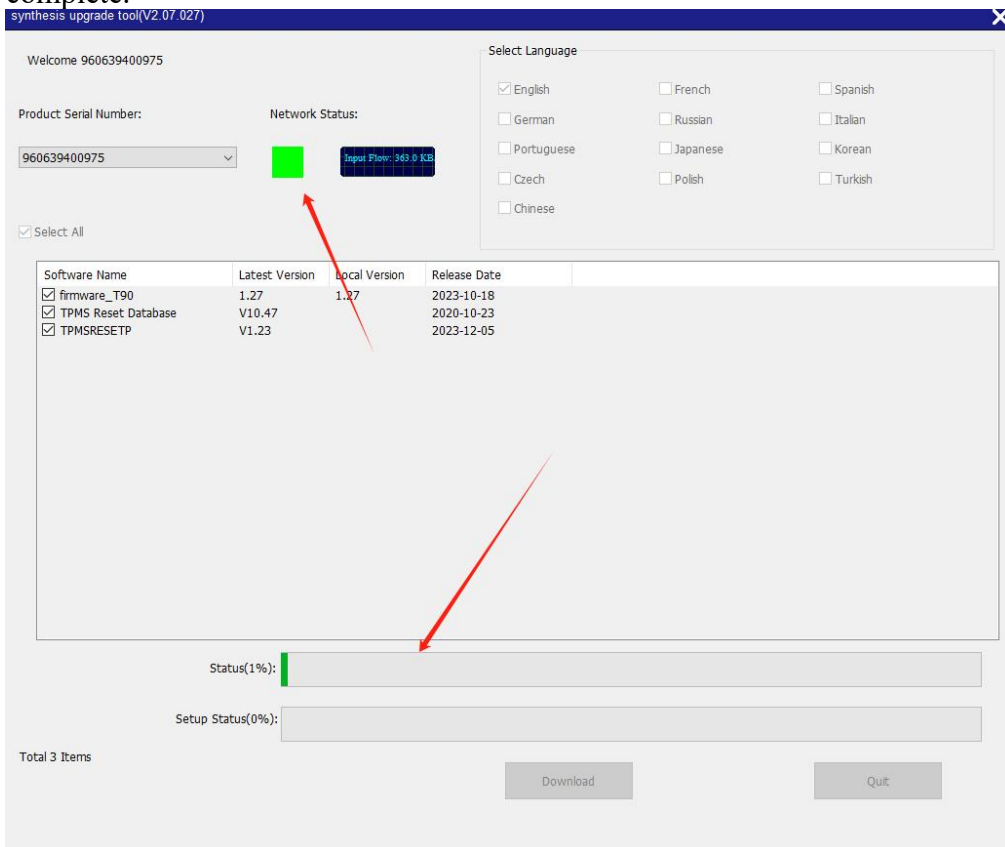 complete.
synthesis upgrade tool(V2.07.027)
Welcome 960639400975
Select Language
English French Spanish
German Russian Italian
Portuguese Japanese Korean
Czech Polish Turkish
Chinese
Product Serial Number: Network Status:
960639400975 Input Flow: 363.0 KB
Select All
Software Name Latest Version Local Version Release Date
firmware_T90 1.27 1.27 2023-10-18
TPMS Reset Database V10.47 2020-10-23
TPMSRESETP V1.23 2023-12-05
Status(1%):
Setup Status(0%):
Total 3 Items
Download Quit